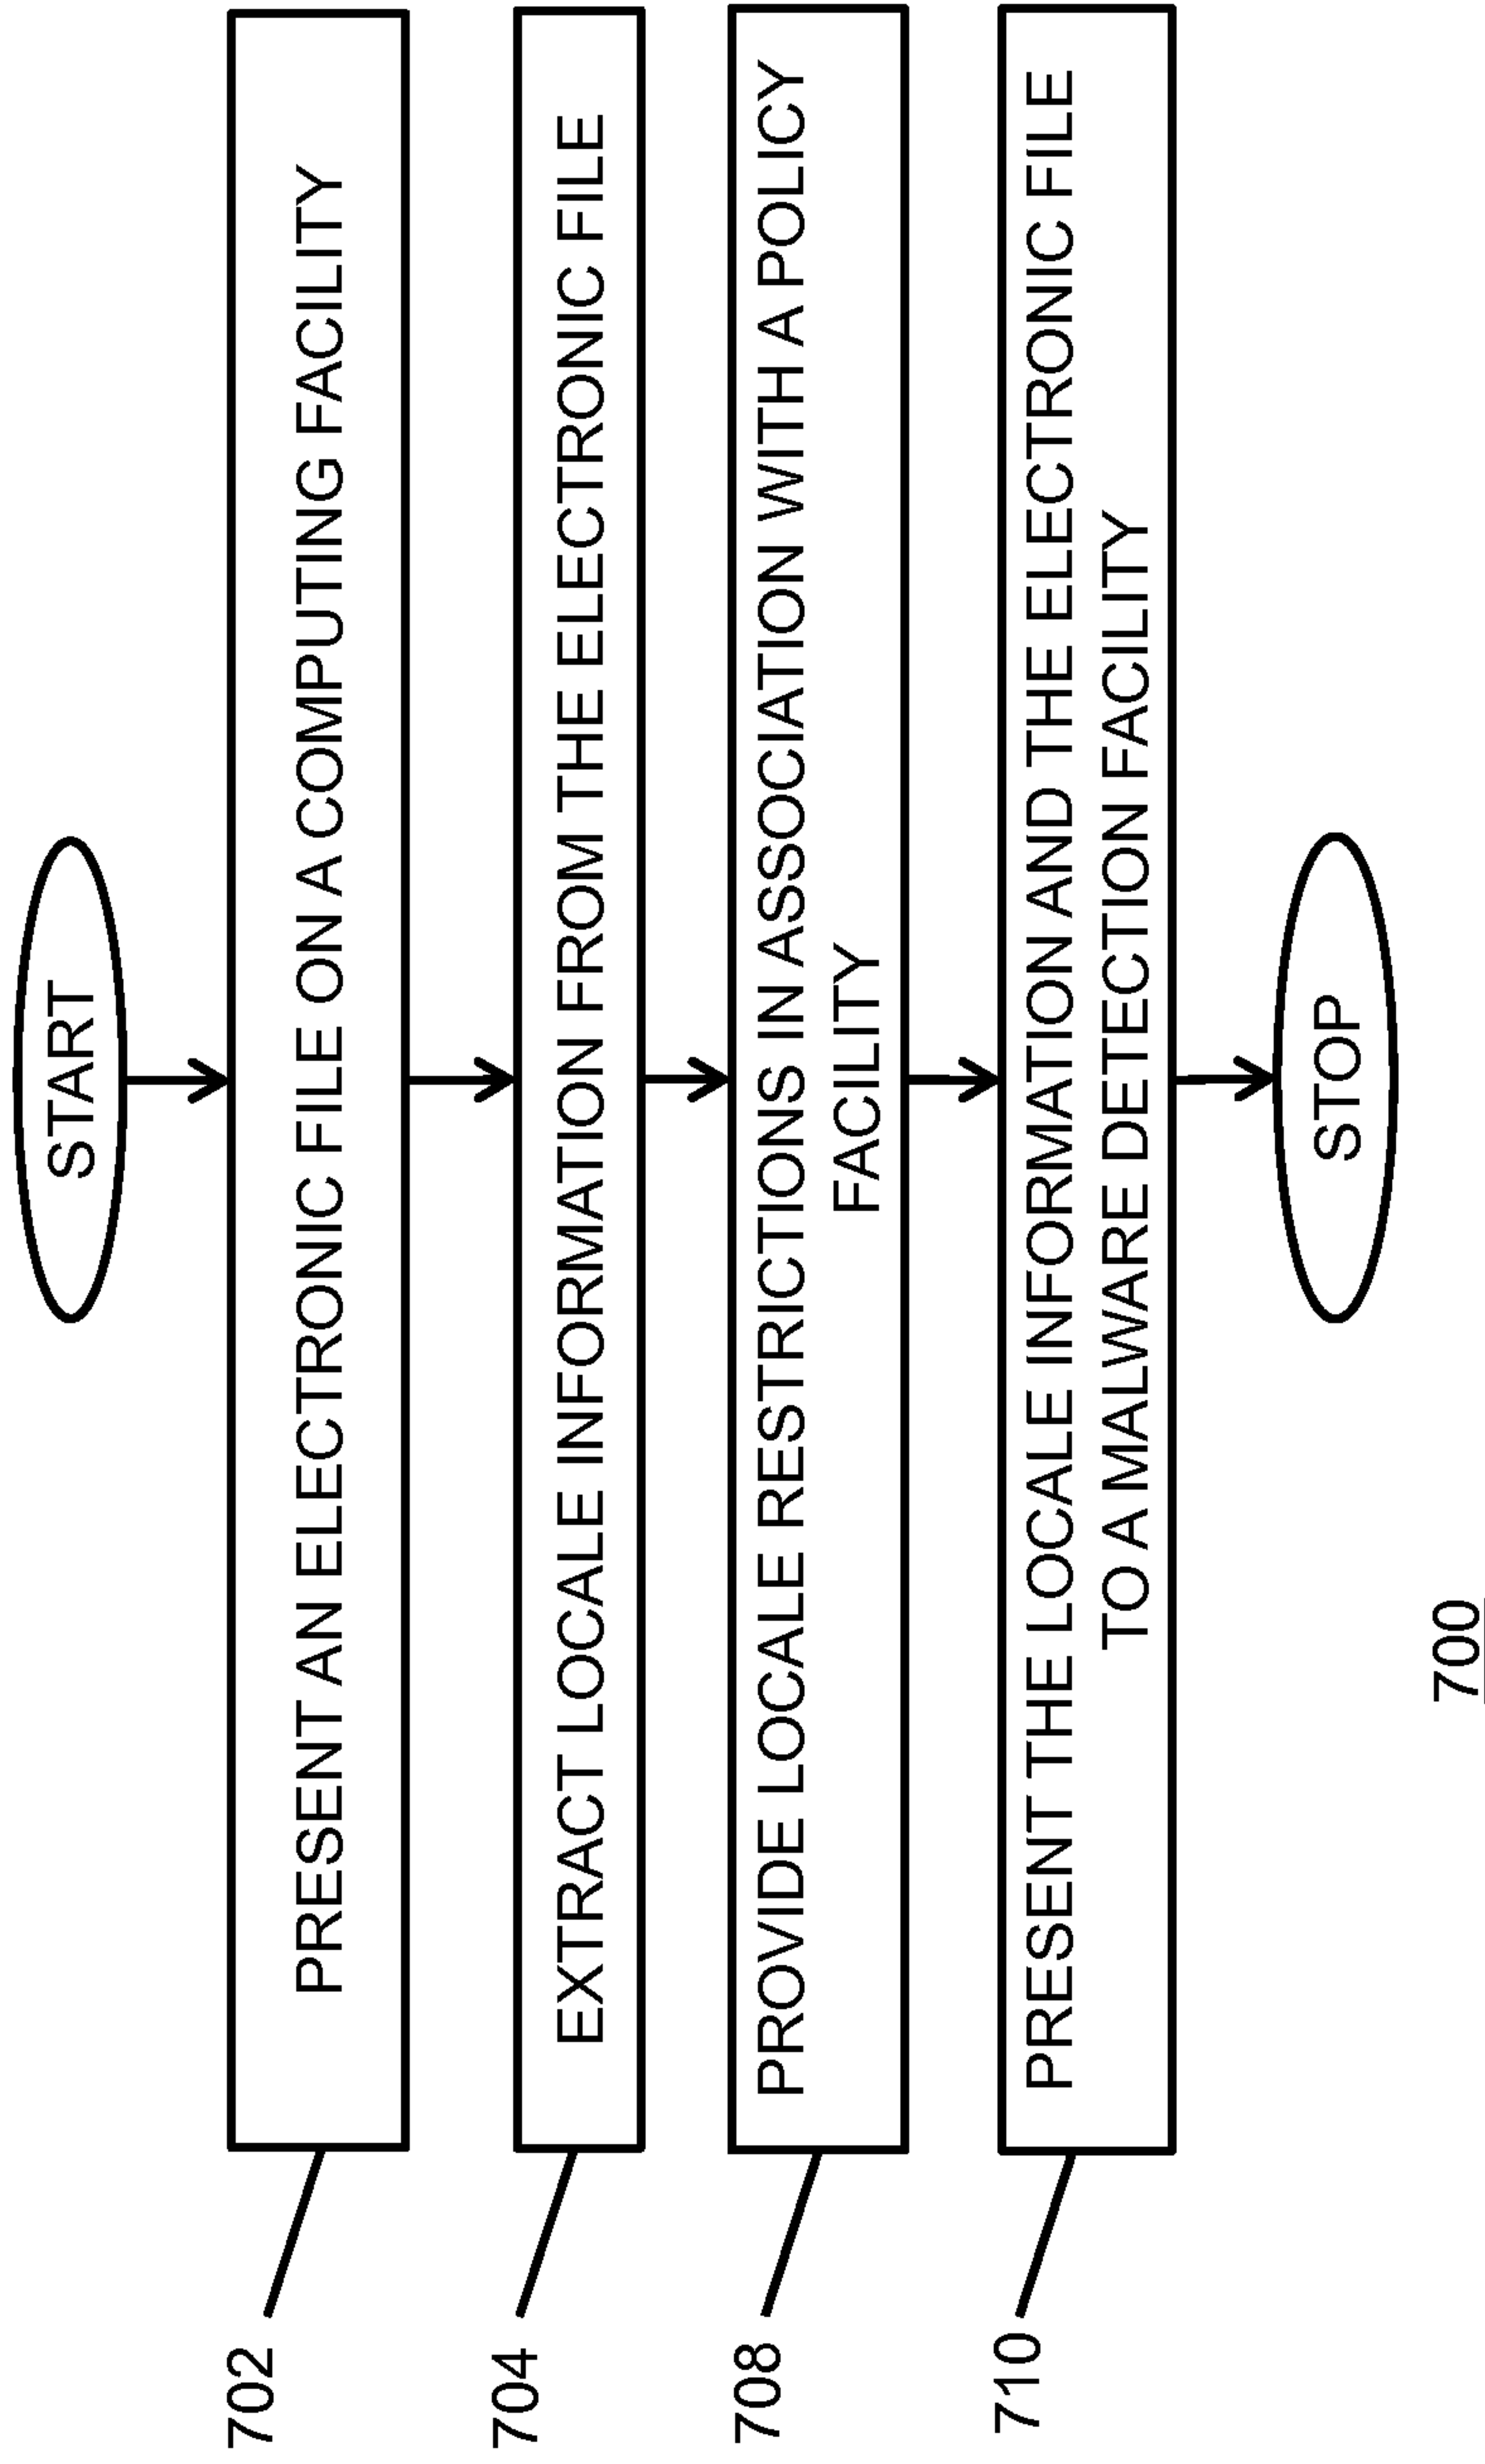 START
702
PRESENT AN ELECTRONIC FILE ON A COMPUTING FACILITY
704
EXTRACT LOCALE INFORMATION FROM THE ELECTRONIC FILE
708
PROVIDE LOCALE RESTRICTIONS IN ASSOCIATION WITH A POLICY
FACILITY
710
PRESENT THE LOCALE INFORMATION AND THE ELECTRONIC FILE
TO A MALWARE DETECTION FACILITY
STOP
700